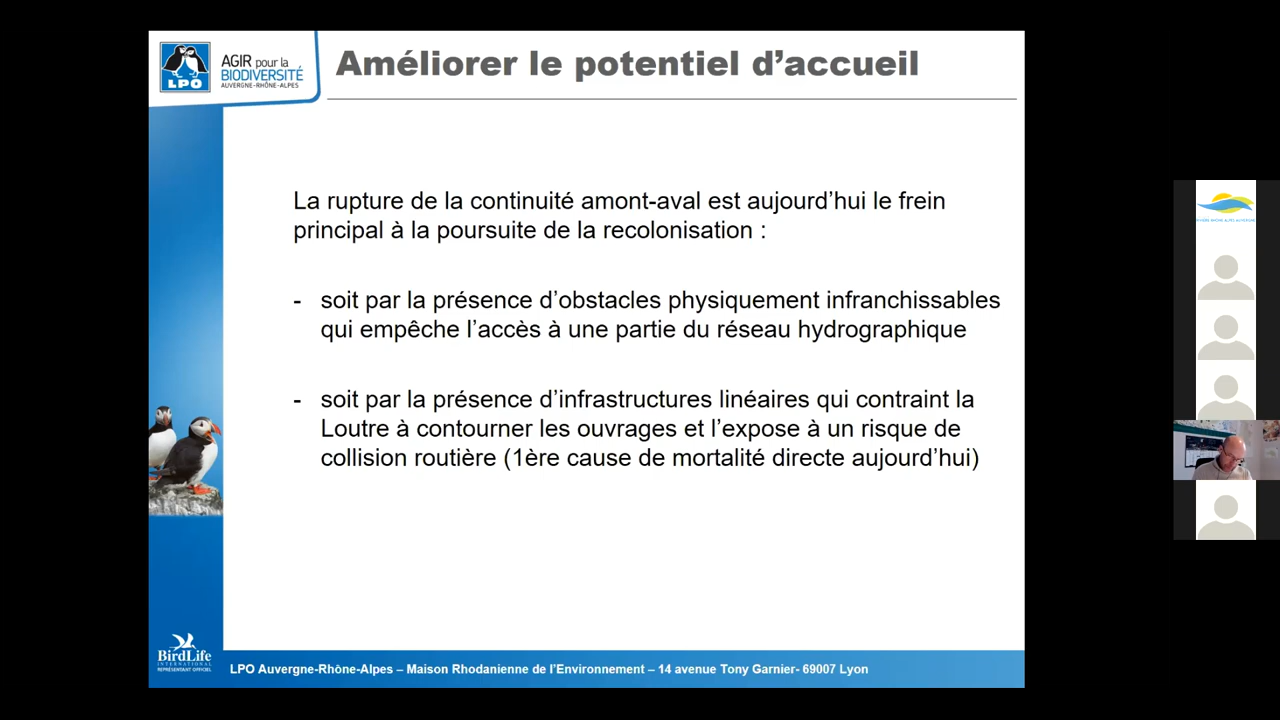 LPO
AGIR pour la
BIODIVERSITÉ
AUVERGNE-RHÔNE-ALPES
Améliorer le potentiel d’accueil
La rupture de la continuité amont-aval est aujourd’hui le frein
principal à la poursuite de la recolonisation :
- soit par la présence d’obstacles physiquement infranchissables
qui empêche l’accès à une partie du réseau hydrographique
- soit par la présence d’infrastructures linéaires qui contraint la
Loutre à contourner les ouvrages et l’expose à un risque de
collision routière (1ère cause de mortalité directe aujourd’hui)
BirdLife
INTERNATIONAL
REPRÉSENTANT OFFICIEL
LPO Auvergne-Rhône-Alpes – Maison Rhodanienne de l’Environnement – 14 avenue Tony Garnier- 69007 Lyon